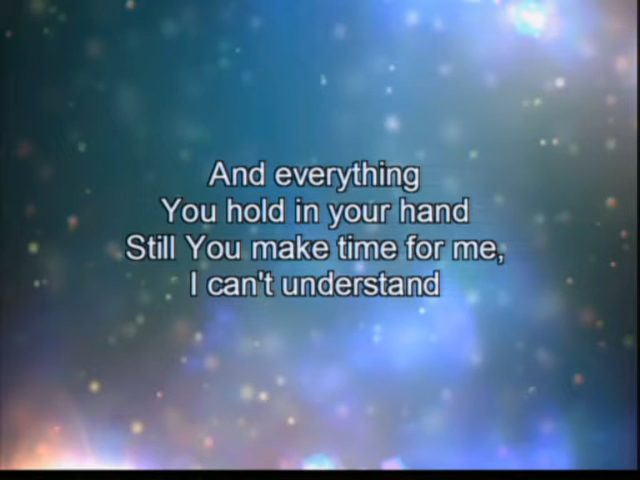 And everything
You hold in your hand
Still You make time for me,
I can't understand